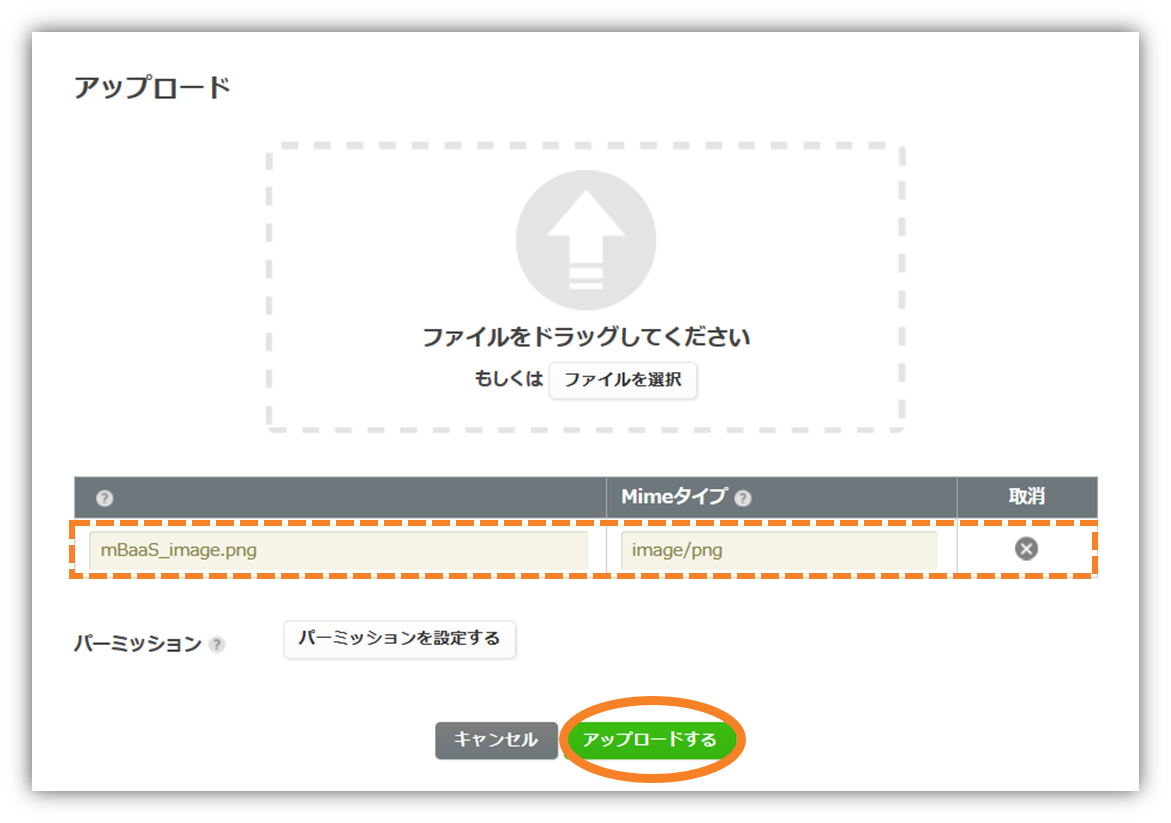 アップロード
ファイルをドラッグしてください
もしくは ファイルを選択
? Mimeタイプ ? 取消
mBaaS_image.png image/png
パーミッション ? パーミッションを設定する
キャンセル アップロードする